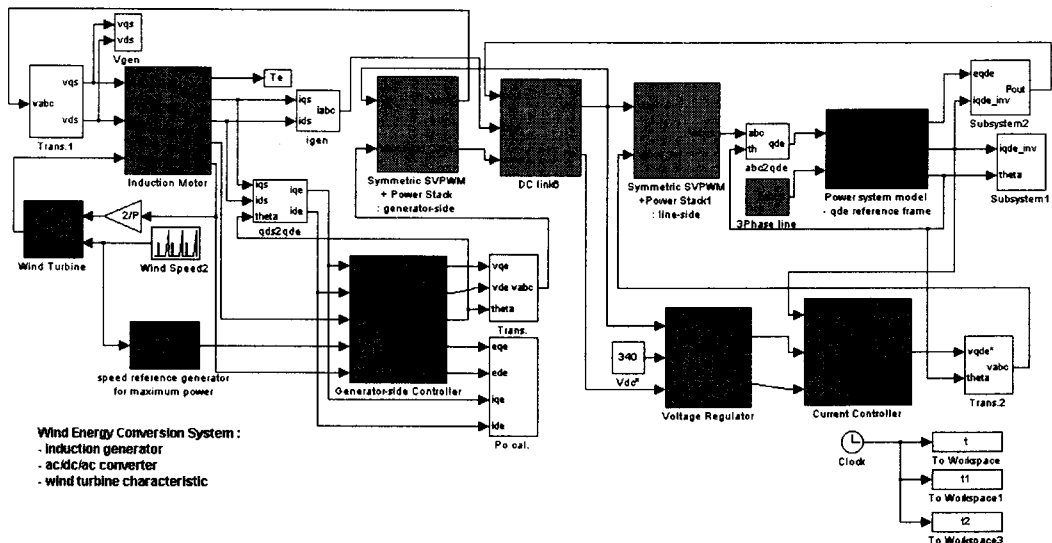 vqs
vds
Vgen
vabc
vqs
vds
Trans.1
Induction Motor
Te
iqs
ids
iabc
igen
Symmetric SVPWM
+ Power Stack
: generator-side
DC link6
Symmetric SVPWM
+Power Stack1
: line-side
abc
th
qde
abc2qde
3Phase line
Power system model
- qde reference frame
eqde
iqde_inv
Pout
Subsystem2
iqde_inv
theta
Subsystem1
2/P
Wind Turbine
Wind Speed2
iqs
ids
theta
iqe
ide
qds2qde
speed reference generator
for maximum power
Generator-side Controller
vqe
vde
theta
vabc
Trans.
eqe
ede
iqe
ide
Po cal.
340
Vdc*
Voltage Regulator
Current Controller
vqde*
theta
vabc
Trans.2
Wind Energy Conversion System :
- induction generator
- ac/dc/ac converter
- wind turbine characteristic
Clock
t
To Workspace
t1
To Workspace1
t2
To Workspace3